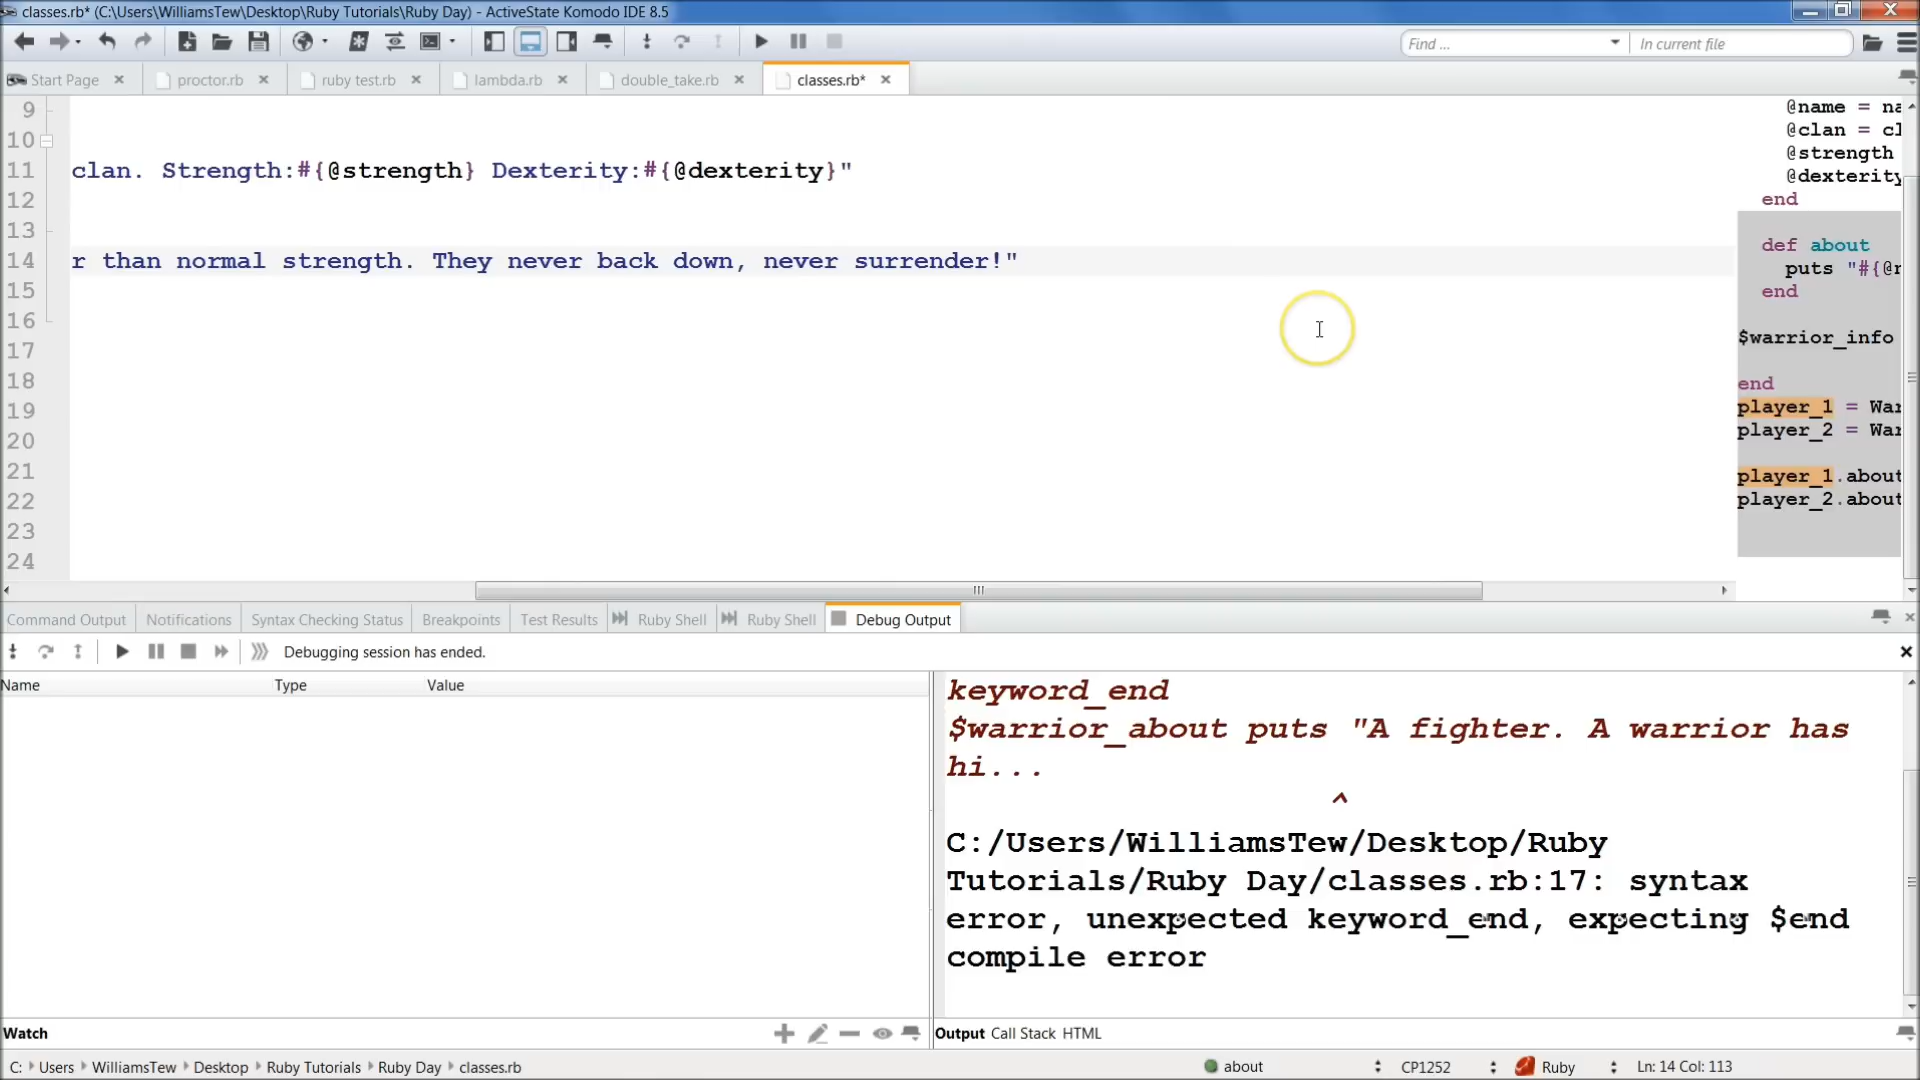 classes.rb* (C:\Users\WilliamsTew\Desktop\Ruby Tutorials\Ruby Day) - ActiveState Komodo IDE 8.5
Find ...
In current file
Start Page
proctor.rb
ruby test.rb
lambda.rb
double_take.rb
classes.rb*
9
10
11 clan. Strength:#{@strength} Dexterity:#{@dexterity}"
12
13
14 r than normal strength. They never back down, never surrender!"
15
16
17
18
19
20
21
22
23
24
@name = na
@clan = cl
@strength
@dexterity
end
def about
puts "#{@n
end
$warrior_info
end
player_1 = War
player_2 = War
player_1.about
player_2.about
Command Output
Notifications
Syntax Checking Status
Breakpoints
Test Results
Ruby Shell
Ruby Shell
Debug Output
Debugging session has ended.
Name Type Value
keyword_end
$warrior_about puts "A fighter. A warrior has
hi...
^
C:/Users/WilliamsTew/Desktop/Ruby
Tutorials/Ruby Day/classes.rb:17: syntax
error, unexpected keyword_end, expecting $end
compile error
Watch
Output Call Stack HTML
C: Users WilliamsTew Desktop Ruby Tutorials Ruby Day classes.rb
about
CP1252
Ruby
Ln: 14 Col: 113